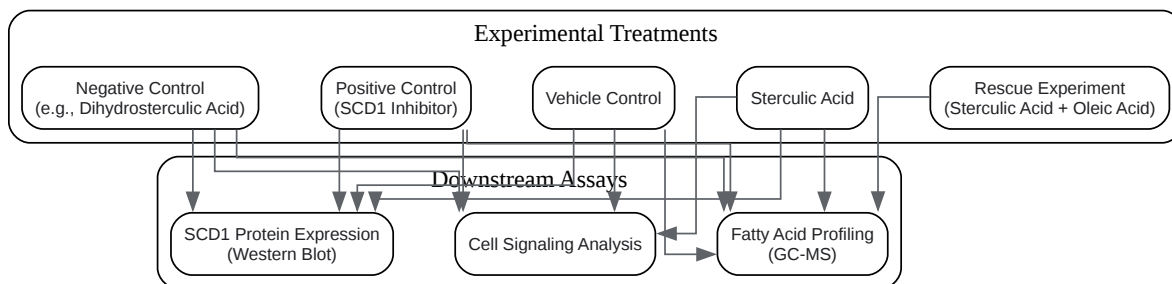 Experimental Treatments
Negative Control
(e.g., Dihydrosterculic Acid)
Positive Control
(SCD1 Inhibitor)
Vehicle Control
Sterculic Acid
Rescue Experiment
(Sterculic Acid + Oleic Acid)
Downstream Assays
SCD1 Protein Expression
(Western Blot)
Cell Signaling Analysis
Fatty Acid Profiling
(GC-MS)